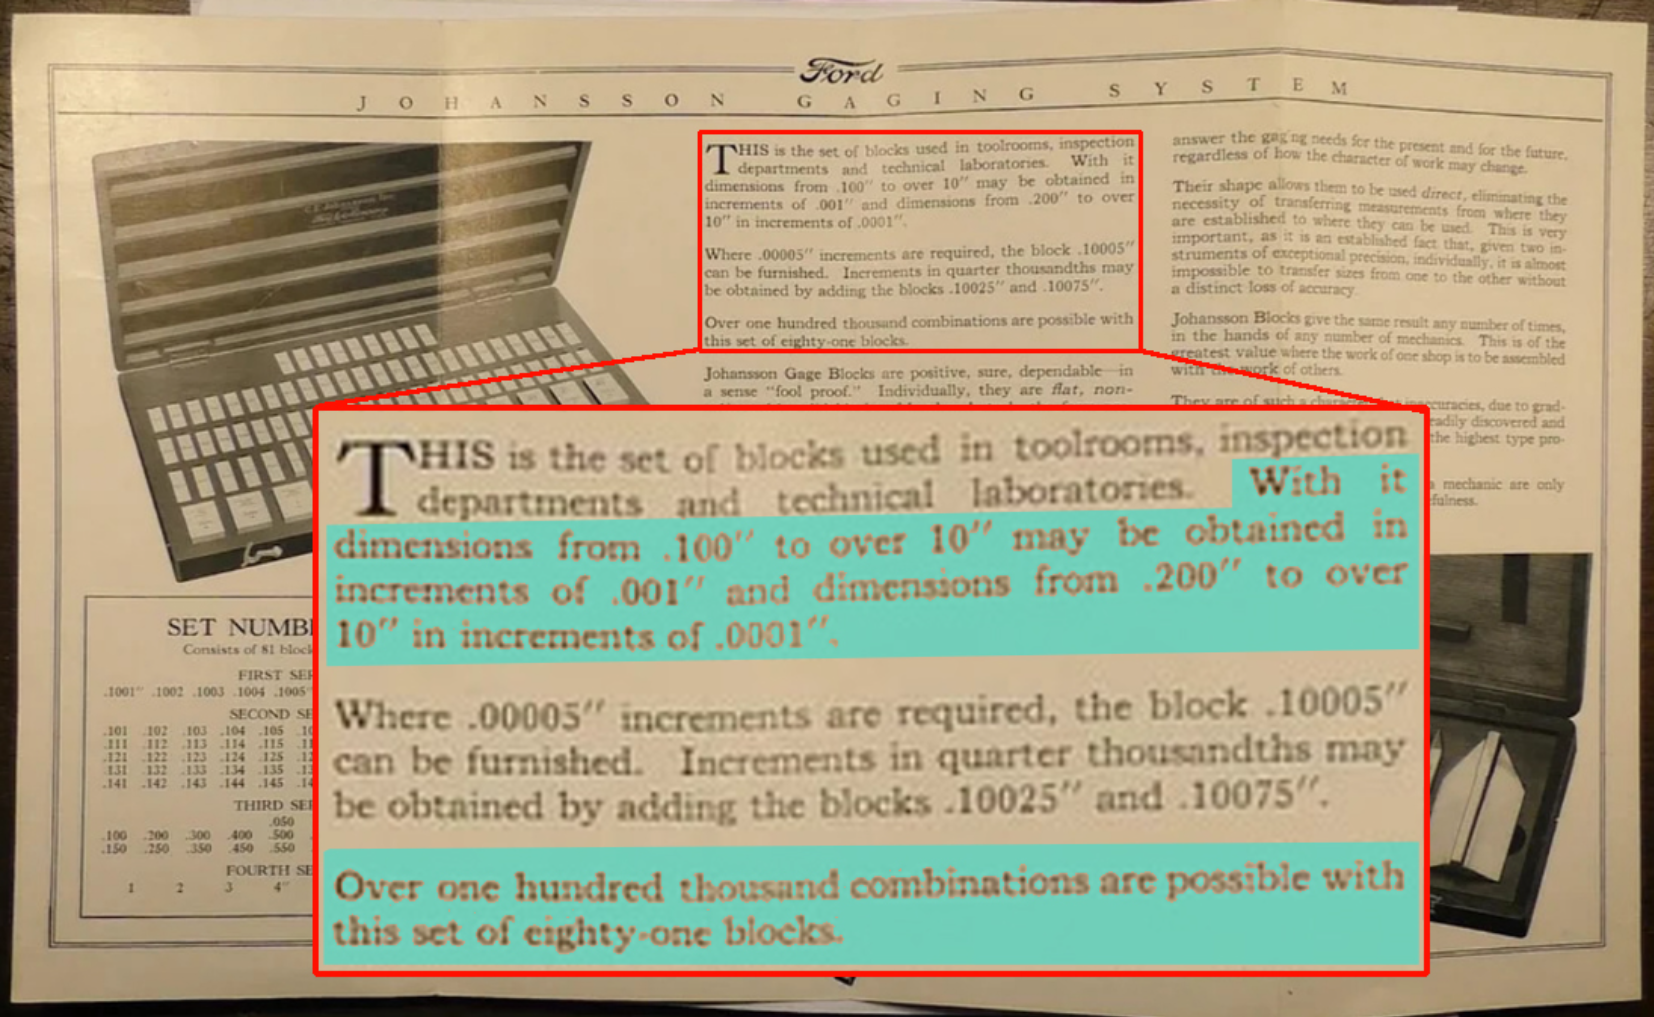 Ford
JOHANSSON GAGING SYSTEM
THIS is the set of blocks used in toolrooms, inspection
departments and technical laboratories. With it
dimensions from .100″ to over 10″ may be obtained in
increments of .001″ and dimensions from .200″ to over
10″ in increments of .0001″.
Where .00005″ increments are required, the block .10005″
can be furnished. Increments in quarter thousandths may
be obtained by adding the blocks .10025″ and .10075″.
Over one hundred thousand combinations are possible with
this set of eighty-one blocks.
Johansson Gage Blocks are positive, sure, dependable in
a sense "fool proof." Individually, they are flat, non-
answer the gaging needs for the present and for the future,
regardless of how the character of work may change.
Their shape allows them to be used direct, eliminating the
necessity of transferring measurements from where they
are established to where they can be used. This is very
important, as it is an established fact that, given two in-
struments of exceptional precision, individually, it is almost
impossible to transfer sizes from one to the other without
a distinct loss of accuracy.
Johansson Blocks give the same result any number of times,
in the hands of any number of mechanics. This is of the
greatest value where the work of one shop is to be assembled
with the work of others.
They are of such a character
accuracies, due to grad-
eadily discovered and
the highest type pro-
mechanic are only
fulness.
THIS is the set of blocks used in toolrooms, inspection
departments and technical laboratories. With it
dimensions from .100″ to over 10″ may be obtained in
increments of .001″ and dimensions from .200″ to over
10″ in increments of .0001″.
Where .00005″ increments are required, the block .10005″
can be furnished. Increments in quarter thousandths may
be obtained by adding the blocks .10025″ and .10075″.
Over one hundred thousand combinations are possible with
this set of eighty-one blocks.
SET NUMB
Consists of 81 block
FIRST SE
.1001″ .1002 .1003 .1004 .1005
SECOND SE
.101 .102 .103 .104 .105
.111 .112 .113 .114 .115
.121 .122 .123 .124 .125
.131 .132 .133 .134 .135
.141 .142 .143 .144 .145
THIRD SE
.050
.100 .200 .300 .400 .500
.150 .250 .350 .450 .550
FOURTH SE
1 2 3 4″